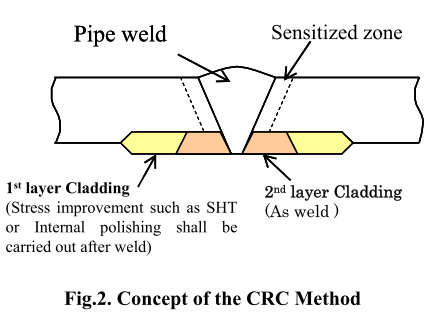 Pipe weld
Sensitized zone
1st layer Cladding
(Stress improvement such as SHT
or Internal polishing shall be
carried out after weld)
2nd layer Cladding
(As weld )
Fig.2. Concept of the CRC Method